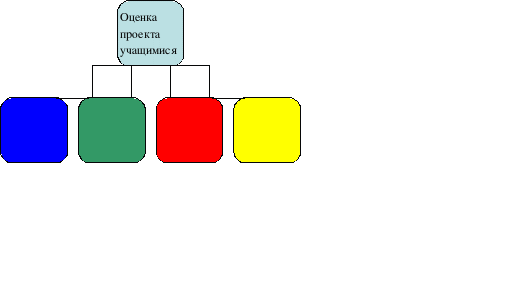 Оценка
проекта
учащимися